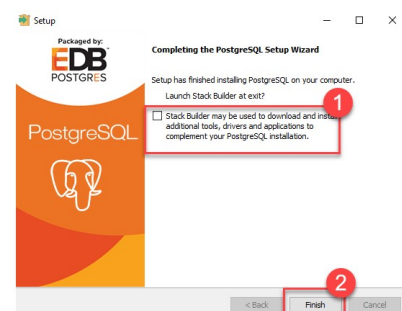 Setup
Packaged by:
EDB
POSTGRES
PostgreSQL
Completing the PostgreSQL Setup Wizard
Setup has finished installing PostgreSQL on your computer.
Launch Stack Builder at exit?
1
Stack Builder may be used to download and install
additional tools, drivers and applications to
complement your PostgreSQL installation.
2
< Back
Finish
Cancel